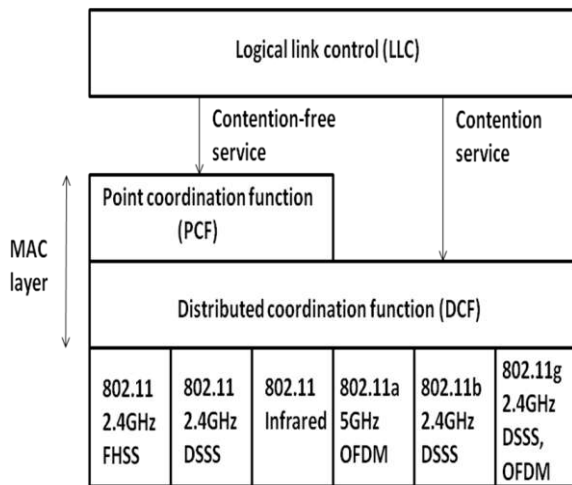 Logical link control (LLC)
Contention-free
service
Contention
service
Point coordination function
(PCF)
MAC
layer
Distributed coordination function (DCF)
802.11
2.4GHz
FHSS
802.11
2.4GHz
DSSS
802.11
Infrared
802.11a
5GHz
OFDM
802.11b
2.4GHz
DSSS
802.11g
2.4GHz
DSSS,
OFDM